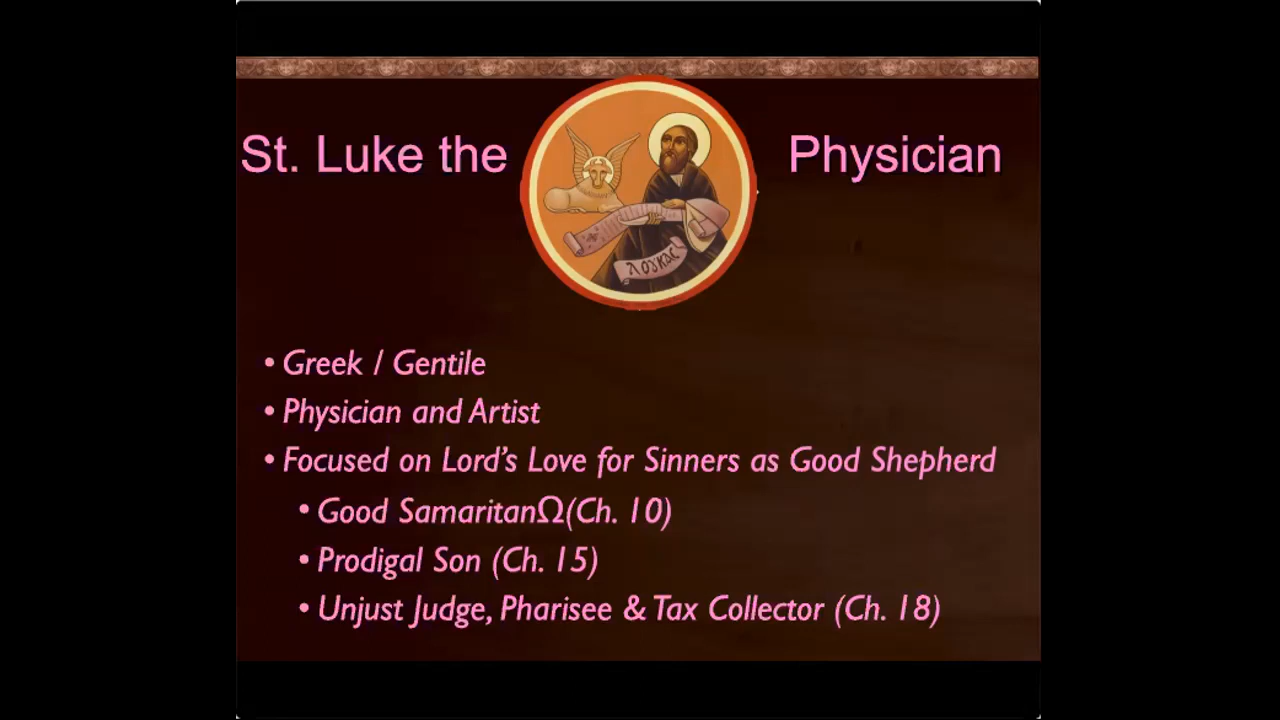 St. Luke the Physician
λουκας
• Greek / Gentile
• Physician and Artist
• Focused on Lord’s Love for Sinners as Good Shepherd
• Good SamaritanΩ(Ch. 10)
• Prodigal Son (Ch. 15)
• Unjust Judge, Pharisee & Tax Collector (Ch. 18)